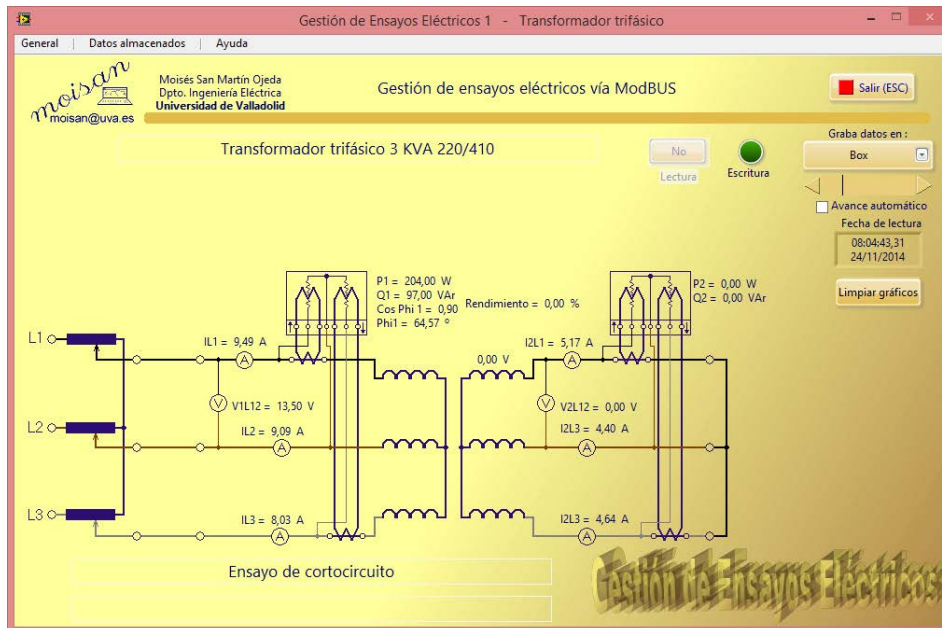 Gestión de Ensayos Eléctricos 1 - Transformador trifásico
General | Datos almacenados | Ayuda
moisan
moisan@uva.es
Moisés San Martín Ojeda
Dpto. Ingeniería Eléctrica
Universidad de Valladolid
Gestión de ensayos eléctricos vía ModBUS
Salir (ESC)
Transformador trifásico 3 KVA 220/410
No
Lectura
Escritura
Graba datos en :
Box
Avance automático
Fecha de lectura
08:04:43,31
24/11/2014
Limpiar gráficos
P1 = 204,00 W
Q1 = 97,00 VAr
Cos Phi 1 = 0,90
Phi1 = 64,57 º
Rendimiento = 0,00 %
P2 = 0,00 W
Q2 = 0,00 VAr
L1
IL1 = 9,49 A
A
0,00 V
I2L1 = 5,17 A
A
V
V1L12 = 13,50 V
V
V2L12 = 0,00 V
L2
IL2 = 9,09 A
A
I2L3 = 4,40 A
A
L3
IL3 = 8,03 A
A
I2L3 = 4,64 A
A
Ensayo de cortocircuito
Gestión de Ensayos Eléctricos